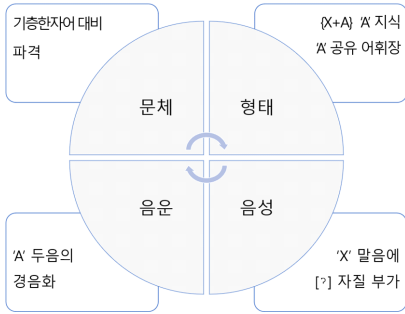 기층한자어 대비
파격
{X+A} 'A' 지식
'A' 공유 어휘장
문체
형태
음운
음성
'A' 두음의
경음화
'X' 말음에
[ˀ] 자질 부가